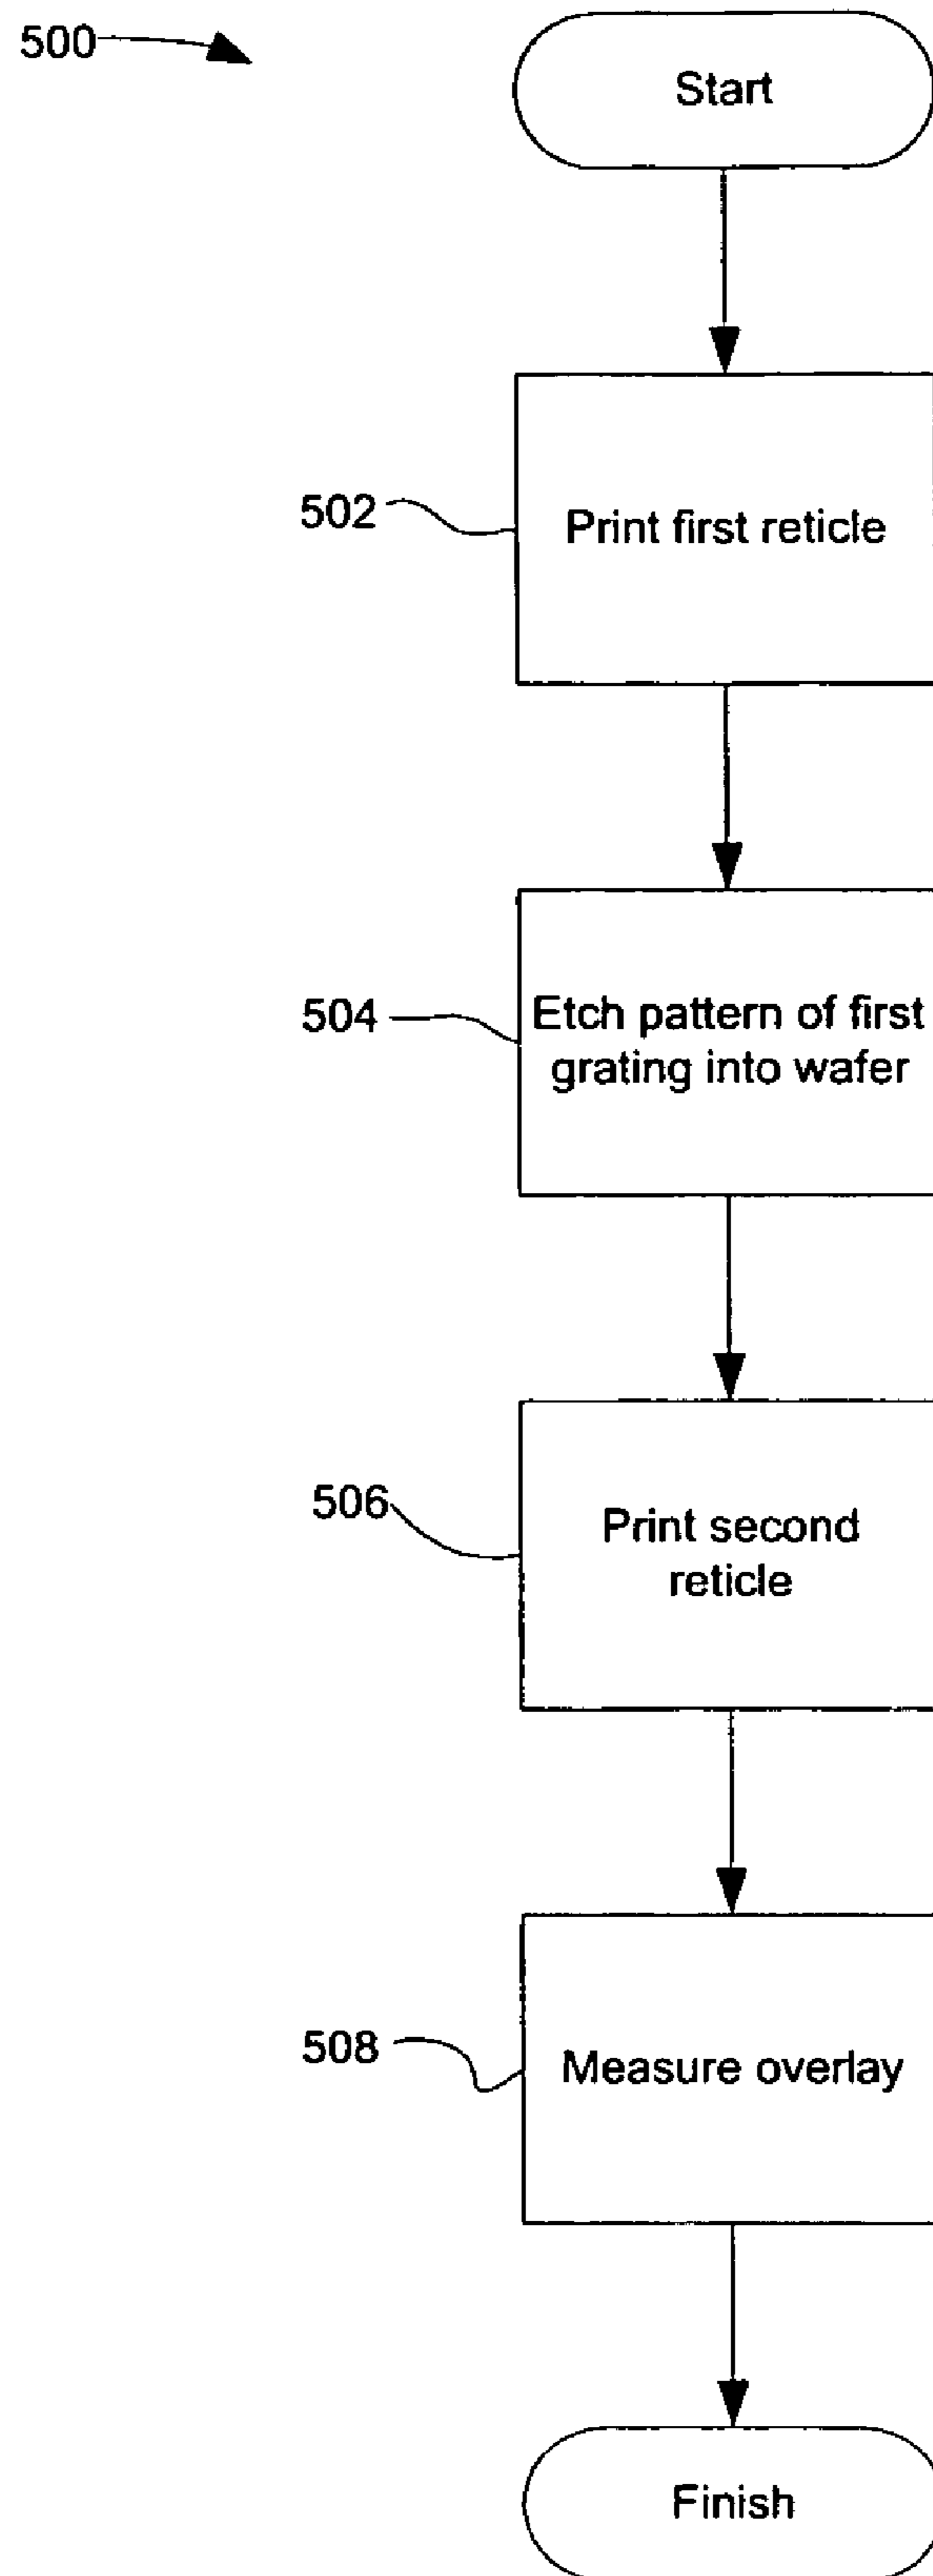 500
Start
502
Print first reticle
504
Etch pattern of first
grating into wafer
506
Print second
reticle
508
Measure overlay
Finish